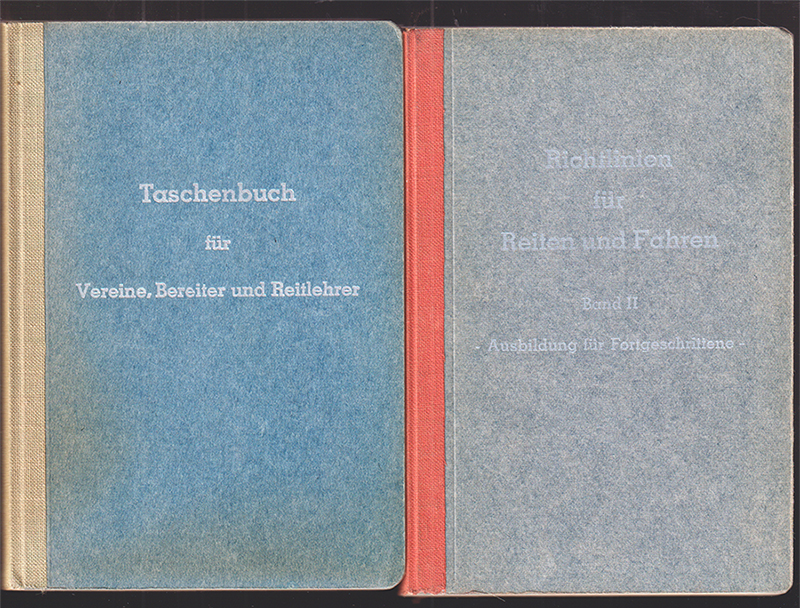 Taschenbuch
für
Vereine, Bereiter und Reitlehrer
Richtlinien
für
Reiten und Fahren
Band II
- Ausbildung für Fortgeschrittene -